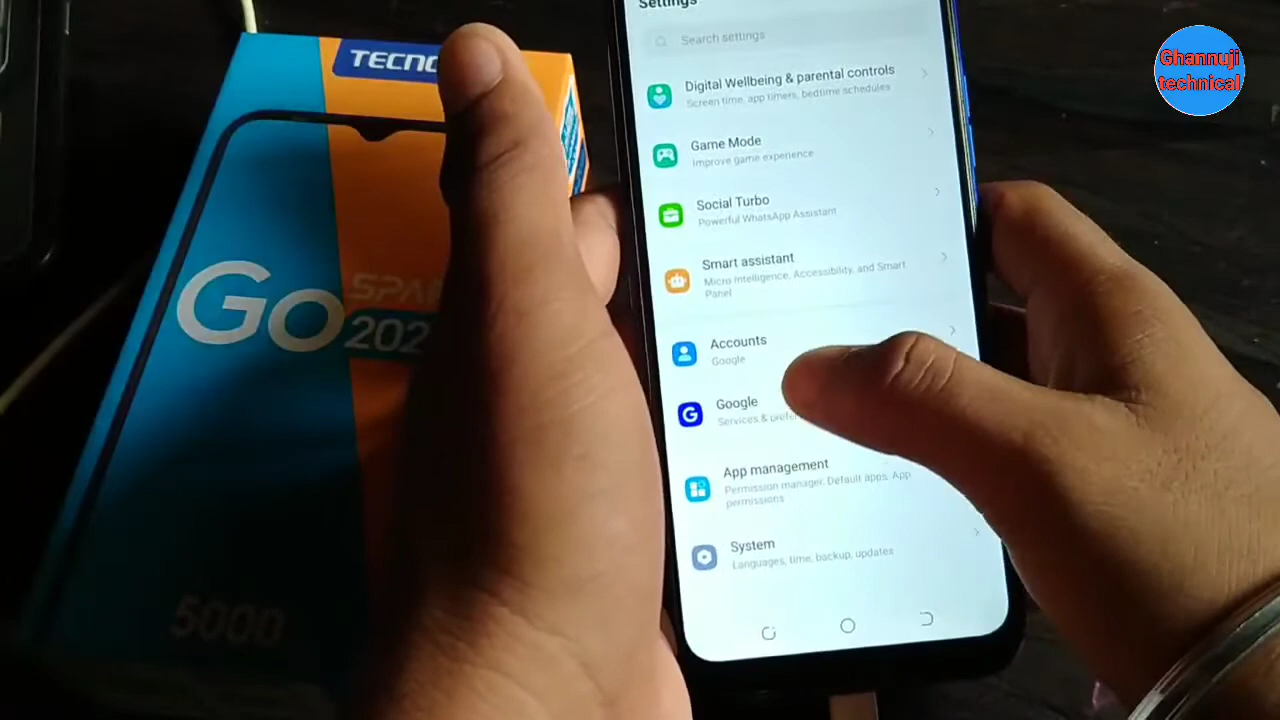 TECNO
SPA
Go
202
5000
Settings
Search settings
Digital Wellbeing & parental controls
Screen time, app timers, bedtime schedules
Game Mode
Improve game experience
Social Turbo
Powerful WhatsApp Assistant
Smart assistant
Micro Intelligence, Accessibility, and Smart
Panel
Accounts
Google
Google
Services & prefe
App management
Permission manager, Default apps, App
permissions
System
Languages, time, backup, updates
Ghannuji
technical